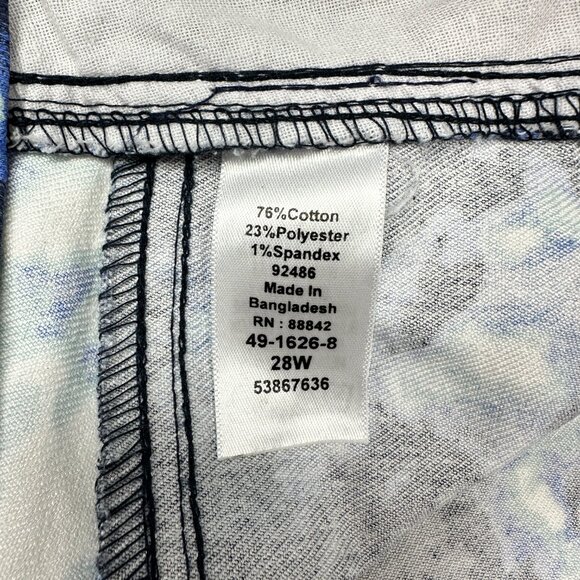 76%Cotton
23%Polyester
1%Spandex
92486
Made In
Bangladesh
RN : 88842
49-1626-8
28W
53867636